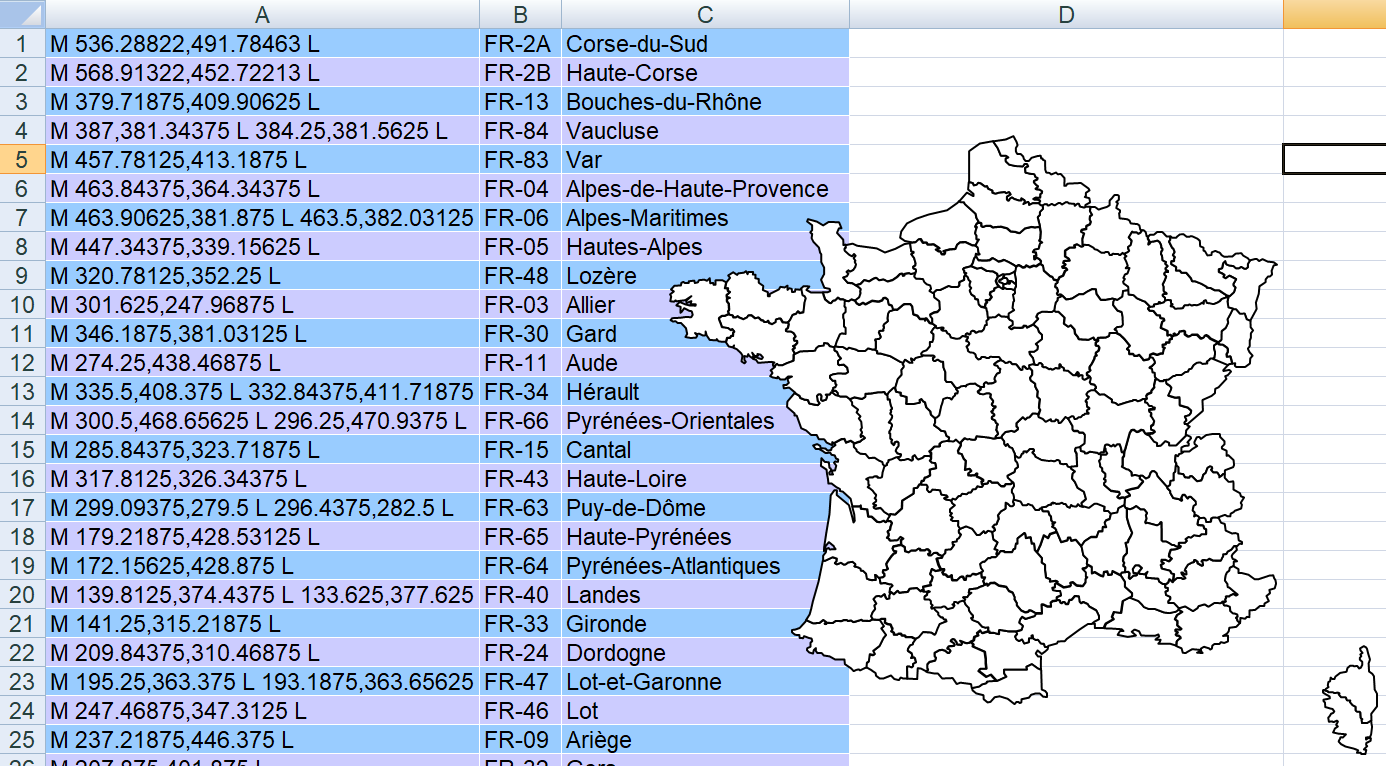 A B C D
1 M 536.28822,491.78463 L FR-2A Corse-du-Sud
2 M 568.91322,452.72213 L FR-2B Haute-Corse
3 M 379.71875,409.90625 L FR-13 Bouches-du-Rhône
4 M 387,381.34375 L 384.25,381.5625 L FR-84 Vaucluse
5 M 457.78125,413.1875 L FR-83 Var
6 M 463.84375,364.34375 L FR-04 Alpes-de-Haute-Provence
7 M 463.90625,381.875 L 463.5,382.03125 FR-06 Alpes-Maritimes
8 M 447.34375,339.15625 L FR-05 Hautes-Alpes
9 M 320.78125,352.25 L FR-48 Lozère
10 M 301.625,247.96875 L FR-03 Allier
11 M 346.1875,381.03125 L FR-30 Gard
12 M 274.25,438.46875 L FR-11 Aude
13 M 335.5,408.375 L 332.84375,411.71875 FR-34 Hérault
14 M 300.5,468.65625 L 296.25,470.9375 L FR-66 Pyrénées-Orientales
15 M 285.84375,323.71875 L FR-15 Cantal
16 M 317.8125,326.34375 L FR-43 Haute-Loire
17 M 299.09375,279.5 L 296.4375,282.5 L FR-63 Puy-de-Dôme
18 M 179.21875,428.53125 L FR-65 Haute-Pyrénées
19 M 172.15625,428.875 L FR-64 Pyrénées-Atlantiques
20 M 139.8125,374.4375 L 133.625,377.625 FR-40 Landes
21 M 141.25,315.21875 L FR-33 Gironde
22 M 209.84375,310.46875 L FR-24 Dordogne
23 M 195.25,363.375 L 193.1875,363.65625 FR-47 Lot-et-Garonne
24 M 247.46875,347.3125 L FR-46 Lot
25 M 237.21875,446.375 L FR-09 Ariège